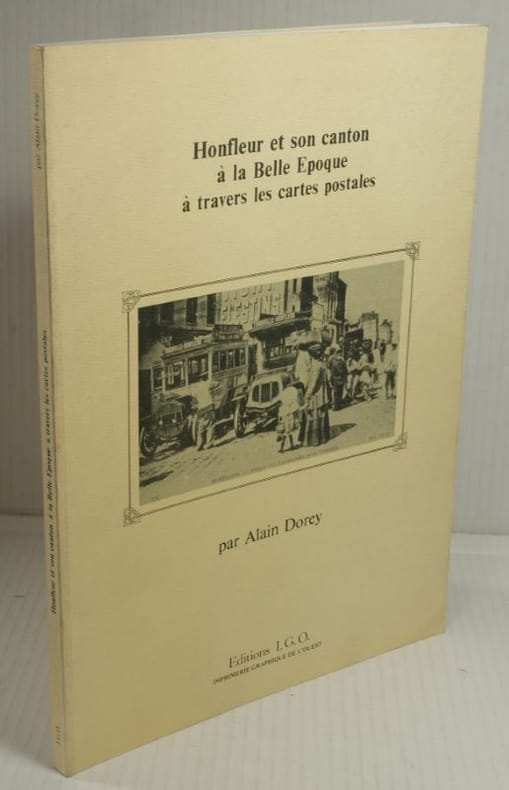 Honfleur et son canton
à la Belle Epoque
à travers les cartes postales
par Alain Dorey
Editions I.G.O.
IMPRIMERIE GRAPHIQUE DE L'OUEST
par Alain Dorey
Honfleur et son canton à la Belle Epoque à travers les cartes postales